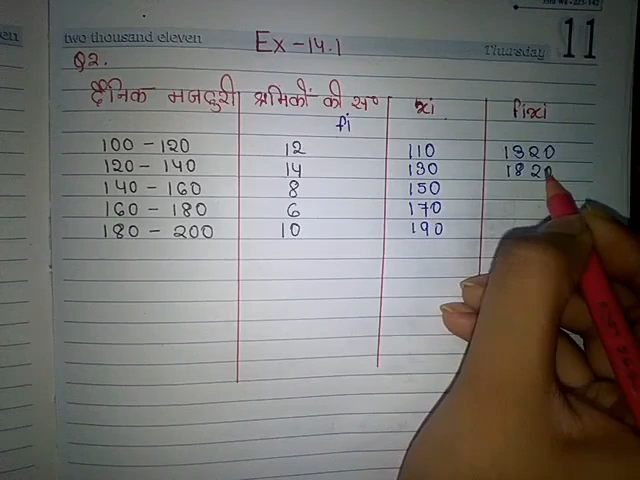 two thousand eleven
Ex - 14.1
Thursday 11
Q2.
दैनिक मजदूरी श्रमिकों की सं० xi fixi
fi
100 - 120 12 110 1320
120 - 140 14 130 1820
140 - 160 8 150
160 - 180 6 170
180 - 200 10 190